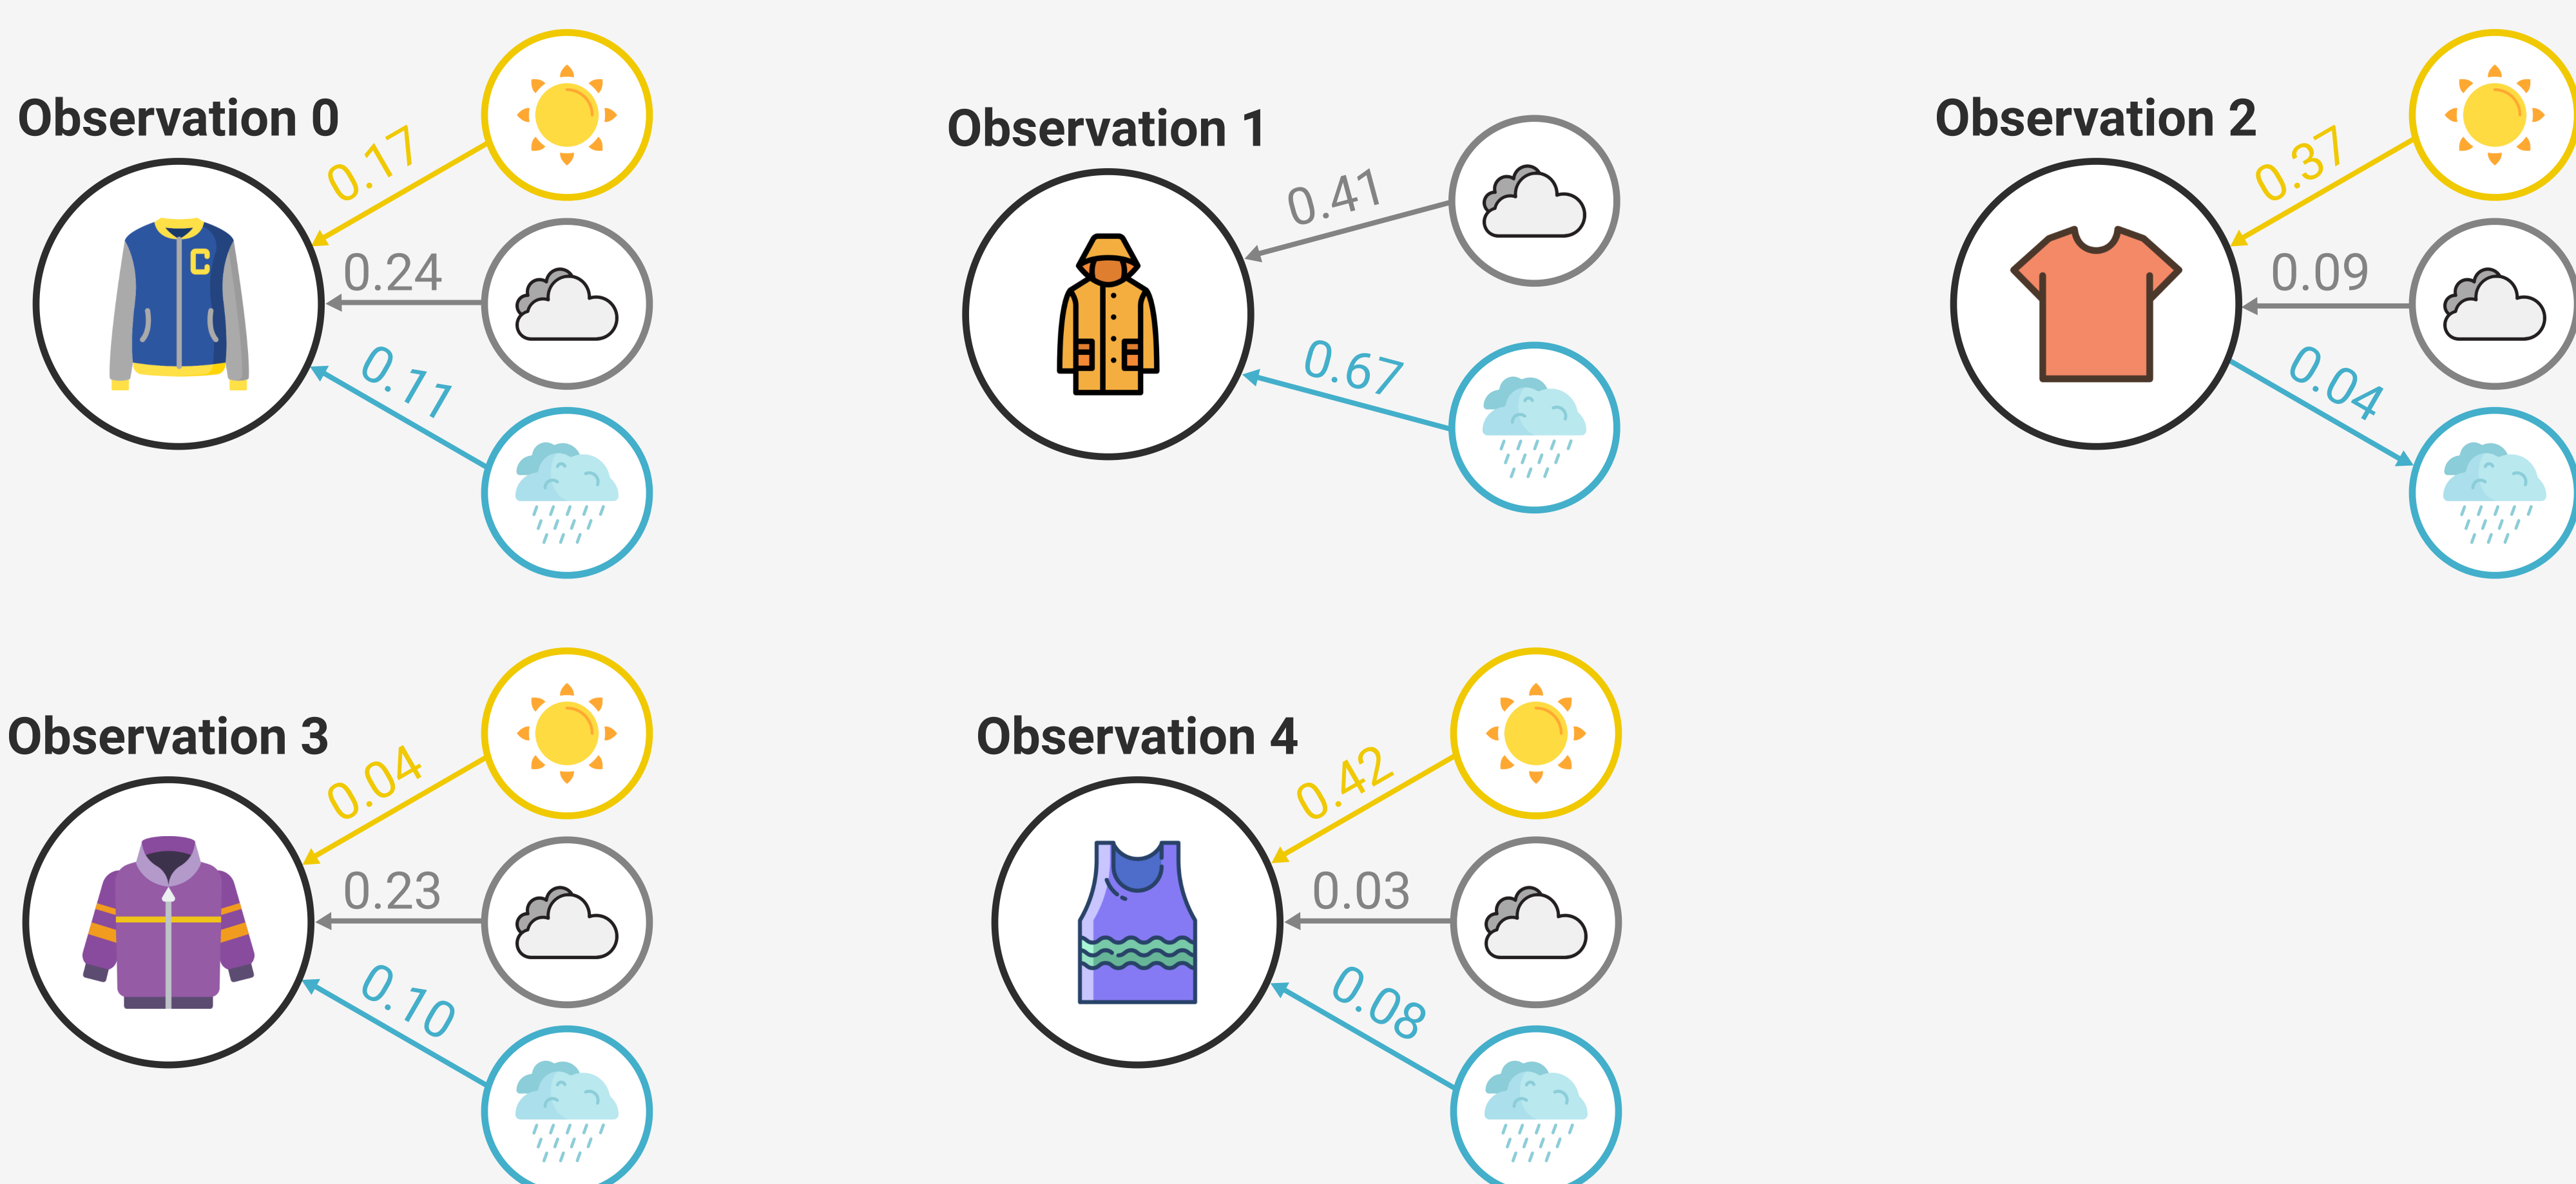 Observation 0
0.17
0.24
0.11
C
Observation 1
0.41
0.67
Observation 2
0.37
0.09
0.04
Observation 3
0.04
0.23
0.10
Observation 4
0.42
0.03
0.08